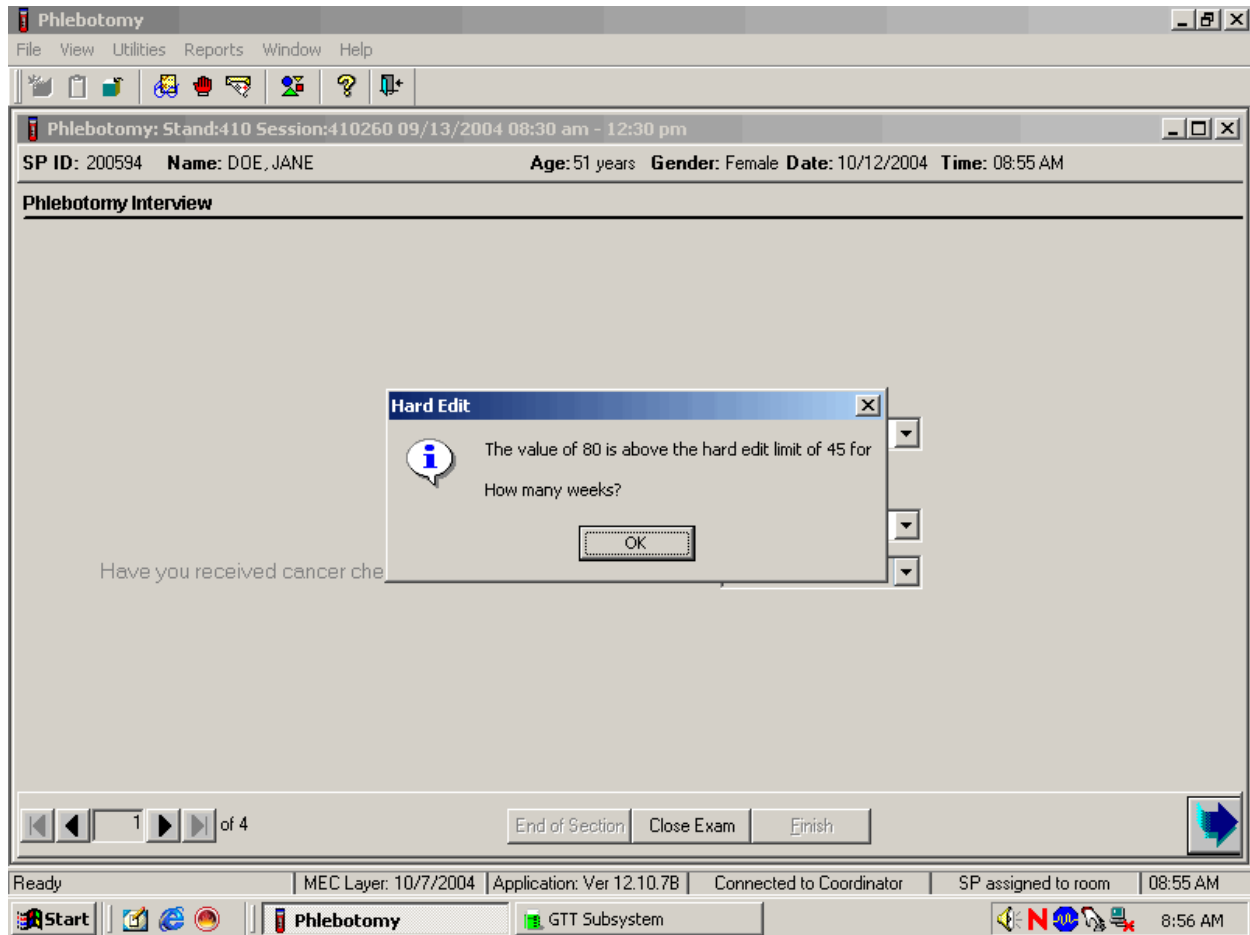 Phlebotomy
File View Utilities Reports Window Help
Phlebotomy: Stand:410 Session:410260 09/13/2004 08:30 am - 12:30 pm
SP ID: 200594 Name: DOE, JANE Age: 51 years Gender: Female Date: 10/12/2004 Time: 08:55 AM
Phlebotomy Interview
Hard Edit
The value of 80 is above the hard edit limit of 45 for
How many weeks?
OK
Have you received cancer che
1 of 4 End of Section Close Exam Finish
Ready MEC Layer: 10/7/2004 Application: Ver 12.10.7B Connected to Coordinator SP assigned to room 08:55 AM
Start Phlebotomy GTT Subsystem N 8:56 AM